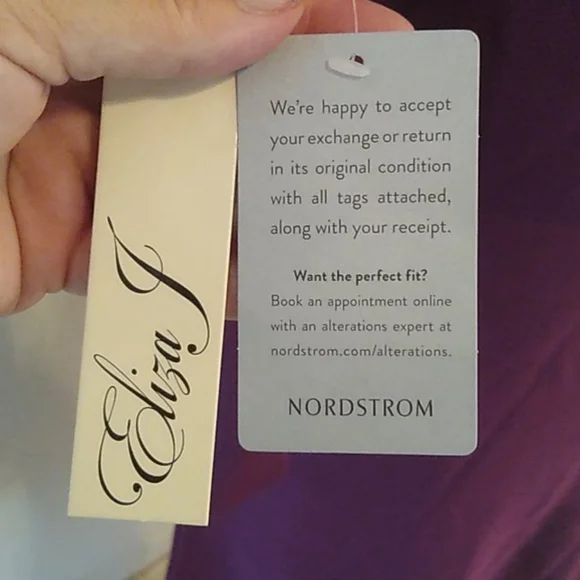 Eliza J
We're happy to accept
your exchange or return
in its original condition
with all tags attached,
along with your receipt.
Want the perfect fit?
Book an appointment online
with an alterations expert at
nordstrom.com/alterations.
NORDSTROM